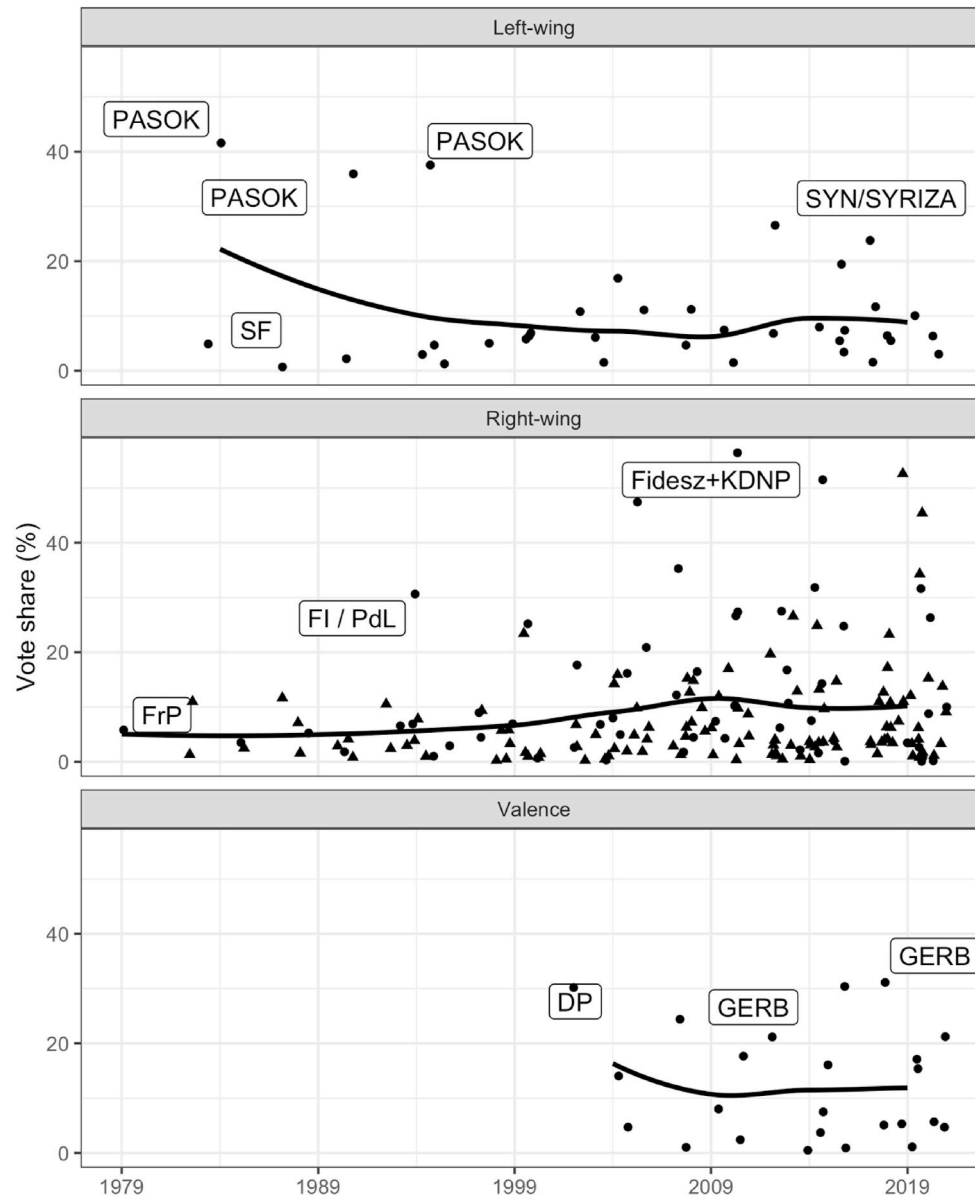 Left-wing
PASOK
PASOK
PASOK
SYN/SYRIZA
SF
40
20
0
Right-wing
Fidesz+KDNP
FI / PdL
FrP
40
20
0
Vote share (%)
Valence
GERB
DP
GERB
40
20
0
1979
1989
1999
2009
2019